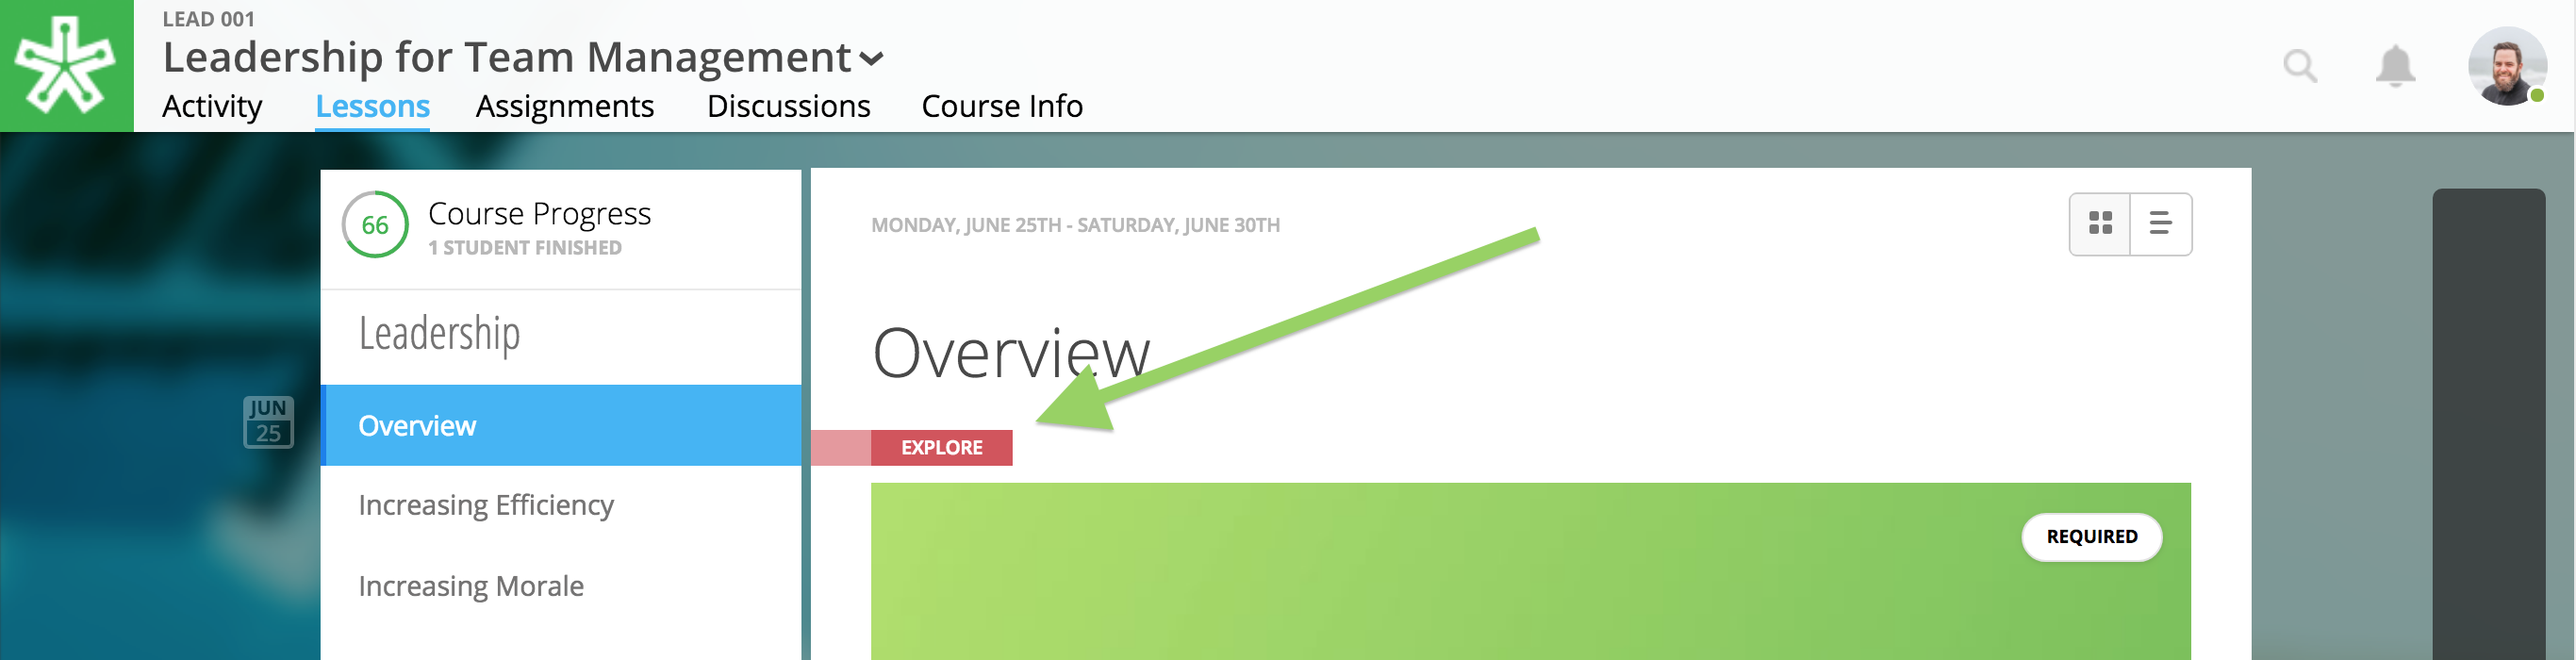 LEAD 001
Leadership for Team Management
Activity Lessons Assignments Discussions Course Info
66
Course Progress
1 STUDENT FINISHED
Leadership
JUN
25
Overview
Increasing Efficiency
Increasing Morale
MONDAY, JUNE 25TH - SATURDAY, JUNE 30TH
Overview
EXPLORE
REQUIRED